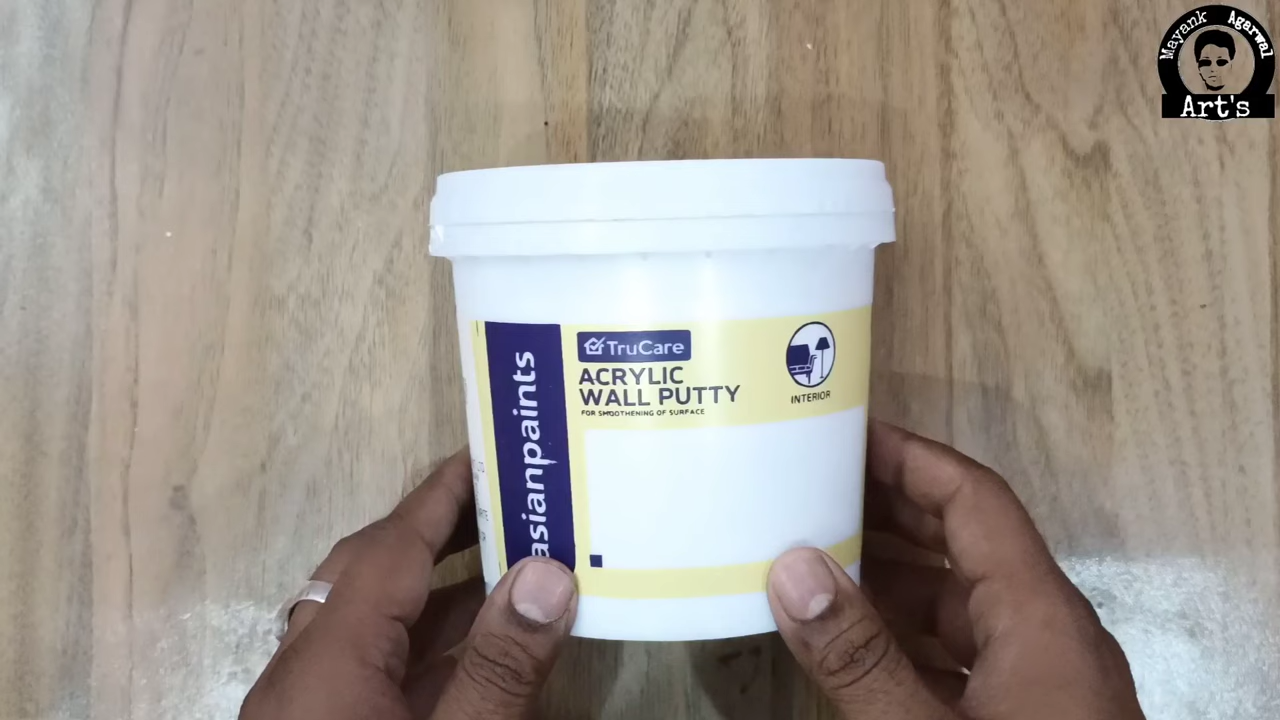 Mayank Agarwal
Art's
asianpaints
TruCare
ACRYLIC
WALL PUTTY
FOR SMOOTHENING OF SURFACE
INTERIOR